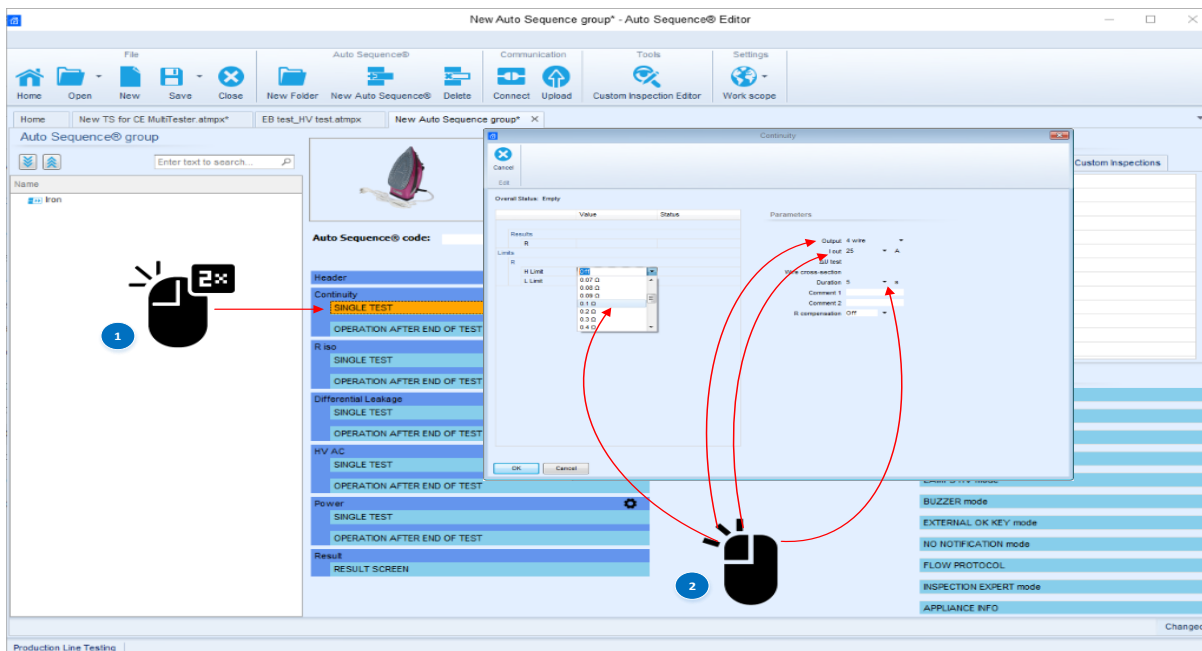 New Auto Sequence group* - Auto Sequence® Editor
File
Auto Sequence®
Communication
Tools
Settings
Home
Open
New
Save
Close
New Folder
New Auto Sequence®
Delete
Connect
Upload
Custom Inspection Editor
Work scope
Home
New TS for CE MultiTester.atmpx*
EB test_HV test.atmpx
New Auto Sequence group*
Auto Sequence® group
Enter text to search...
Name
Iron
Auto Sequence® code:
Header
Continuity
SINGLE TEST
OPERATION AFTER END OF TEST
R iso
SINGLE TEST
OPERATION AFTER END OF TEST
Differential Leakage
SINGLE TEST
OPERATION AFTER END OF TEST
HV AC
SINGLE TEST
OPERATION AFTER END OF TEST
Power
SINGLE TEST
OPERATION AFTER END OF TEST
Result
RESULT SCREEN
2x
1
Continuity
Cancel
Edit
Overall Status: Empty
Value
Status
Results
R
Limits
R
H Limit
Off
L Limit
0.07 Ω
0.08 Ω
0.09 Ω
0.1 Ω
0.2 Ω
0.3 Ω
0.4 Ω
Parameters
Output 4 wire
I out 25 A
test
Wire cross-section
Duration 5 s
Comment 1
Comment 2
R compensation Off
OK
Cancel
2
Custom Inspections
BUZZER mode
EXTERNAL OK KEY mode
NO NOTIFICATION mode
FLOW PROTOCOL
INSPECTION EXPERT mode
APPLIANCE INFO
Changed
Production Line Testing